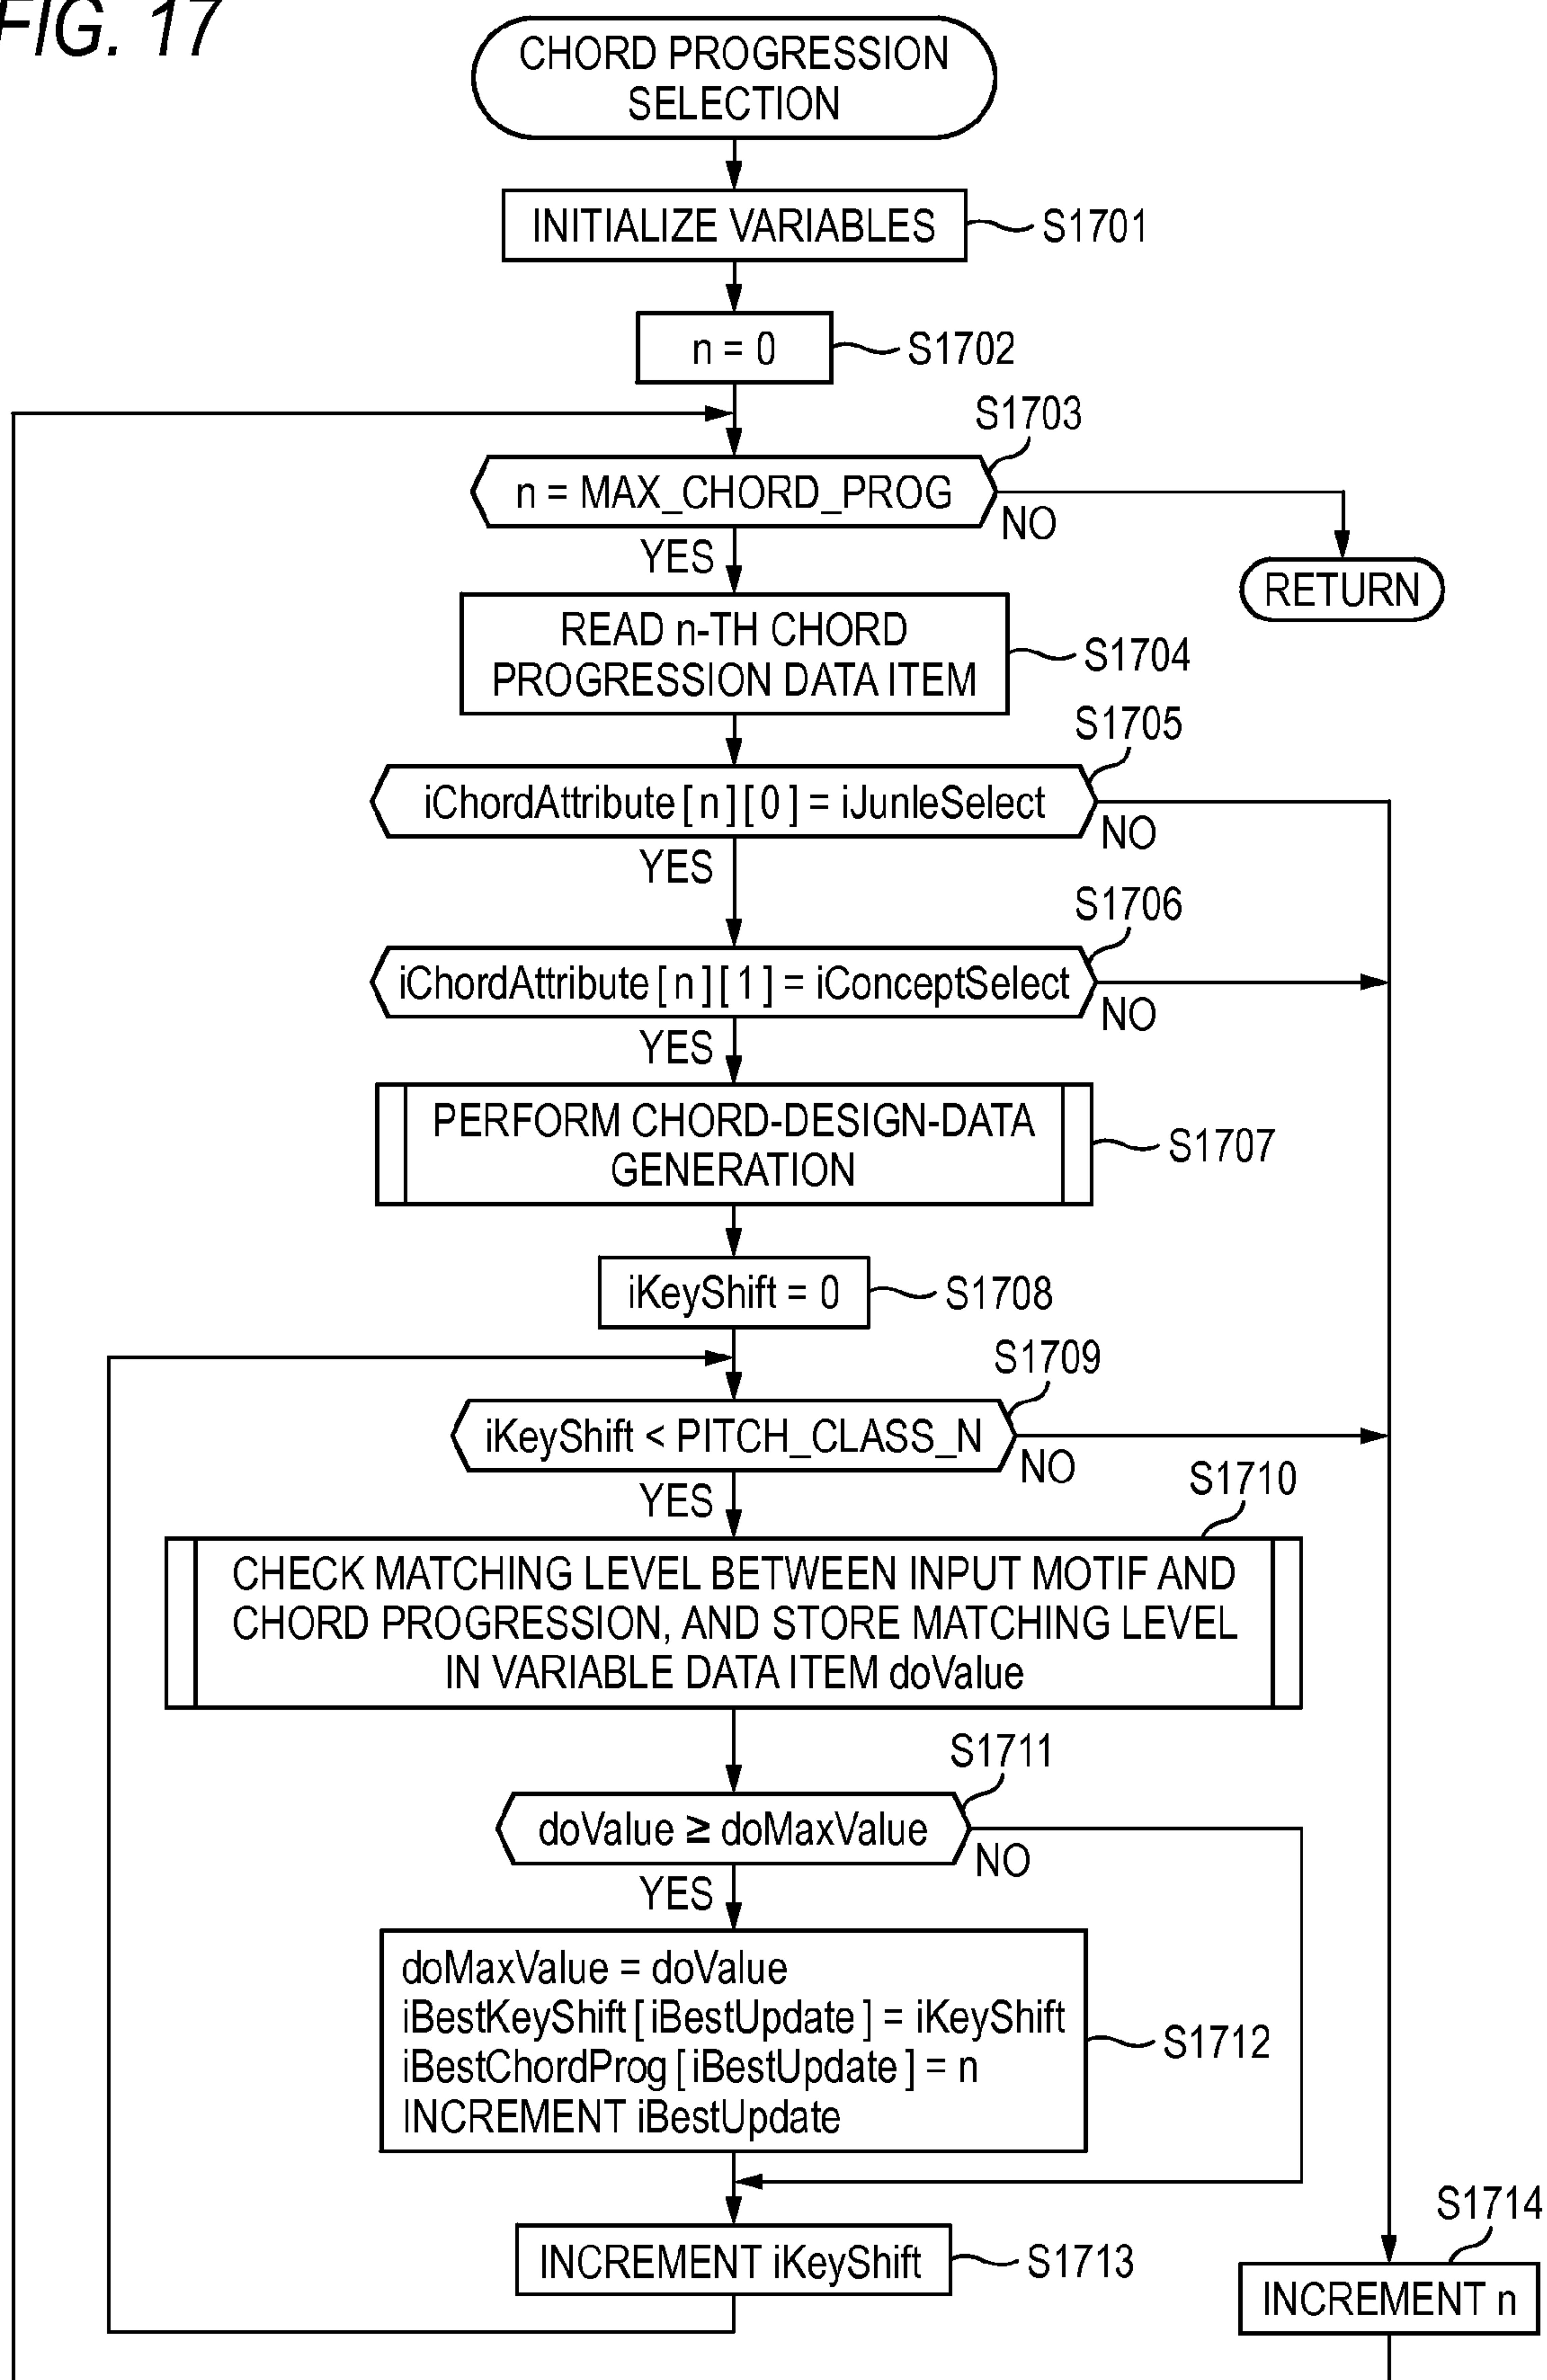 FIG. 17
CHORD PROGRESSION
SELECTION
INITIALIZE VARIABLES
S1701
n = 0
S1702
S1703
n = MAX_CHORD_PROG
NO
YES
RETURN
READ n-TH CHORD
PROGRESSION DATA ITEM
S1704
S1705
iChordAttribute [ n ] [ 0 ] = iJunleSelect
NO
YES
S1706
iChordAttribute [ n ] [ 1 ] = iConceptSelect
NO
YES
PERFORM CHORD-DESIGN-DATA
GENERATION
S1707
iKeyShift = 0
S1708
S1709
iKeyShift < PITCH_CLASS_N
NO
YES
S1710
CHECK MATCHING LEVEL BETWEEN INPUT MOTIF AND
CHORD PROGRESSION, AND STORE MATCHING LEVEL
IN VARIABLE DATA ITEM doValue
S1711
doValue ≥ doMaxValue
NO
YES
doMaxValue = doValue
iBestKeyShift [ iBestUpdate ] = iKeyShift
iBestChordProg [ iBestUpdate ] = n
INCREMENT iBestUpdate
S1712
INCREMENT iKeyShift
S1713
S1714
INCREMENT n